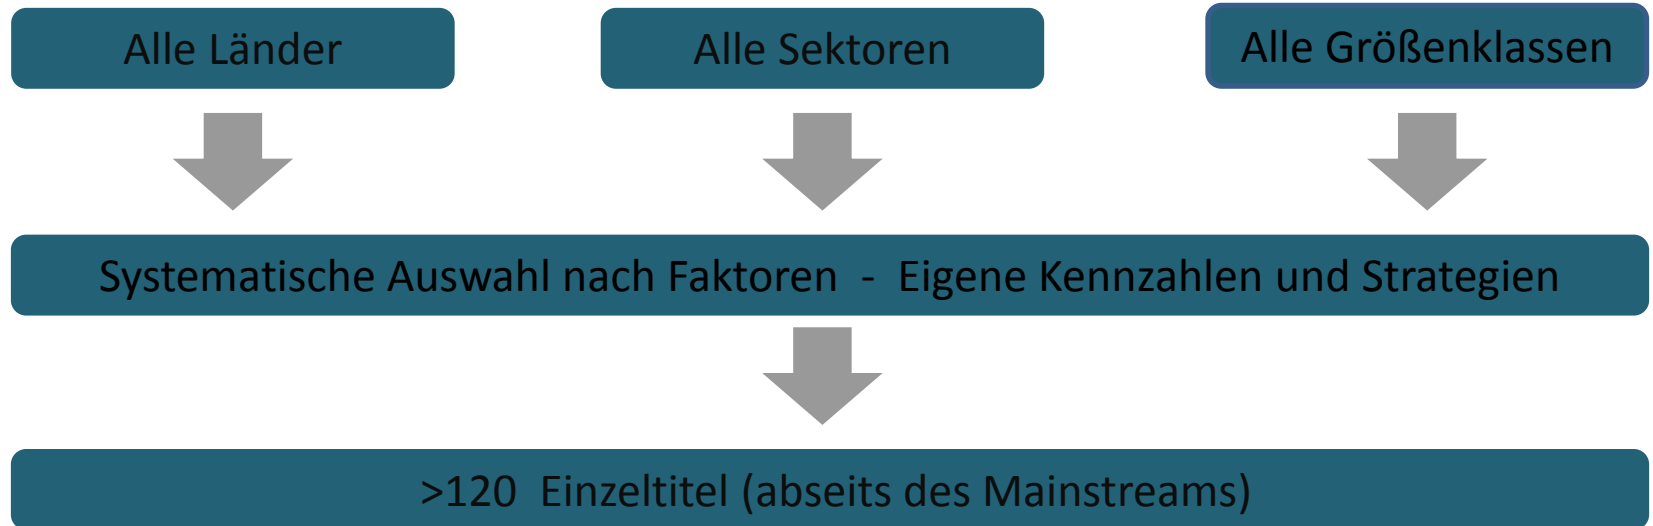 Alle Länder
Alle Sektoren
Alle Größenklassen
Systematische Auswahl nach Faktoren - Eigene Kennzahlen und Strategien
>120 Einzeltitel (abseits des Mainstreams)